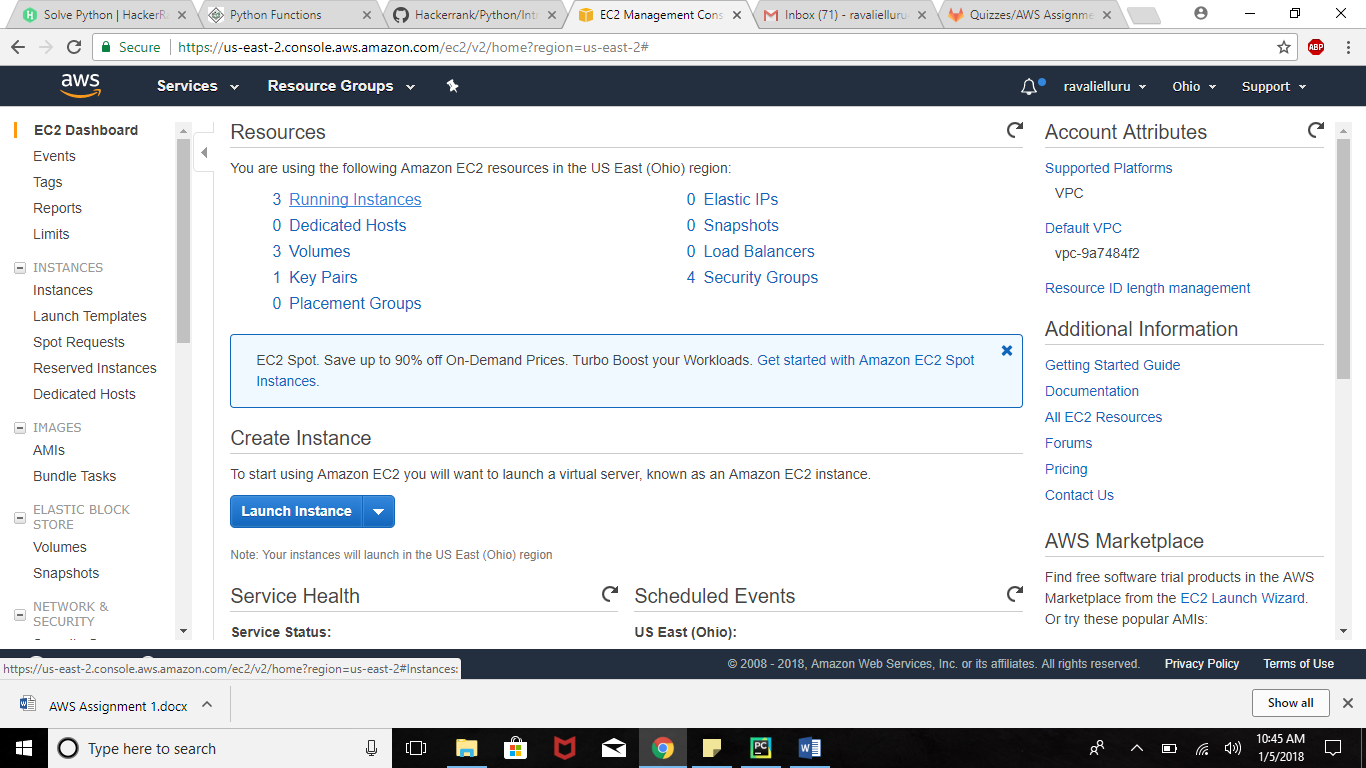 Solve Python | HackerRa
Python Functions
Hackerrank/Python/Intr
EC2 Management Cons
Inbox (71) - ravalielluru
Quizzes/AWS Assignme
Secure
https://us-east-2.console.aws.amazon.com/ec2/v2/home?region=us-east-2#
ABP
aws
Services
Resource Groups
ravalielluru
Ohio
Support
EC2 Dashboard
Events
Tags
Reports
Limits
INSTANCES
Instances
Launch Templates
Spot Requests
Reserved Instances
Dedicated Hosts
IMAGES
AMIs
Bundle Tasks
ELASTIC BLOCK
STORE
Volumes
Snapshots
NETWORK &
SECURITY
Resources
You are using the following Amazon EC2 resources in the US East (Ohio) region:
3 Running Instances
0 Elastic IPs
0 Dedicated Hosts
0 Snapshots
3 Volumes
0 Load Balancers
1 Key Pairs
4 Security Groups
0 Placement Groups
EC2 Spot. Save up to 90% off On-Demand Prices. Turbo Boost your Workloads. Get started with Amazon EC2 Spot
Instances.
Create Instance
To start using Amazon EC2 you will want to launch a virtual server, known as an Amazon EC2 instance.
Launch Instance
Note: Your instances will launch in the US East (Ohio) region
Service Health
Service Status:
Scheduled Events
US East (Ohio):
Account Attributes
Supported Platforms
VPC
Default VPC
vpc-9a7484f2
Resource ID length management
Additional Information
Getting Started Guide
Documentation
All EC2 Resources
Forums
Pricing
Contact Us
AWS Marketplace
Find free software trial products in the AWS
Marketplace from the EC2 Launch Wizard.
Or try these popular AMIs:
https://us-east-2.console.aws.amazon.com/ec2/v2/home?region=us-east-2#Instances:
© 2008 - 2018, Amazon Web Services, Inc. or its affiliates. All rights reserved.
Privacy Policy
Terms of Use
AWS Assignment 1.docx
Show all
Type here to search
PC
10:45 AM
1/5/2018